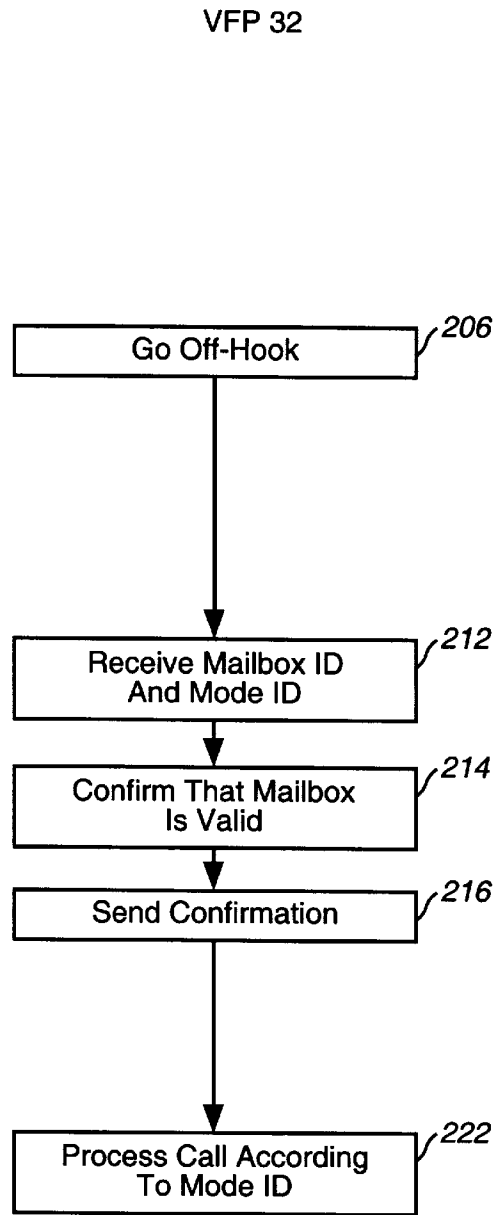 VFP 32
Go Off-Hook
206
Receive Mailbox ID
And Mode ID
212
Confirm That Mailbox
Is Valid
214
Send Confirmation
216
Process Call According
To Mode ID
222